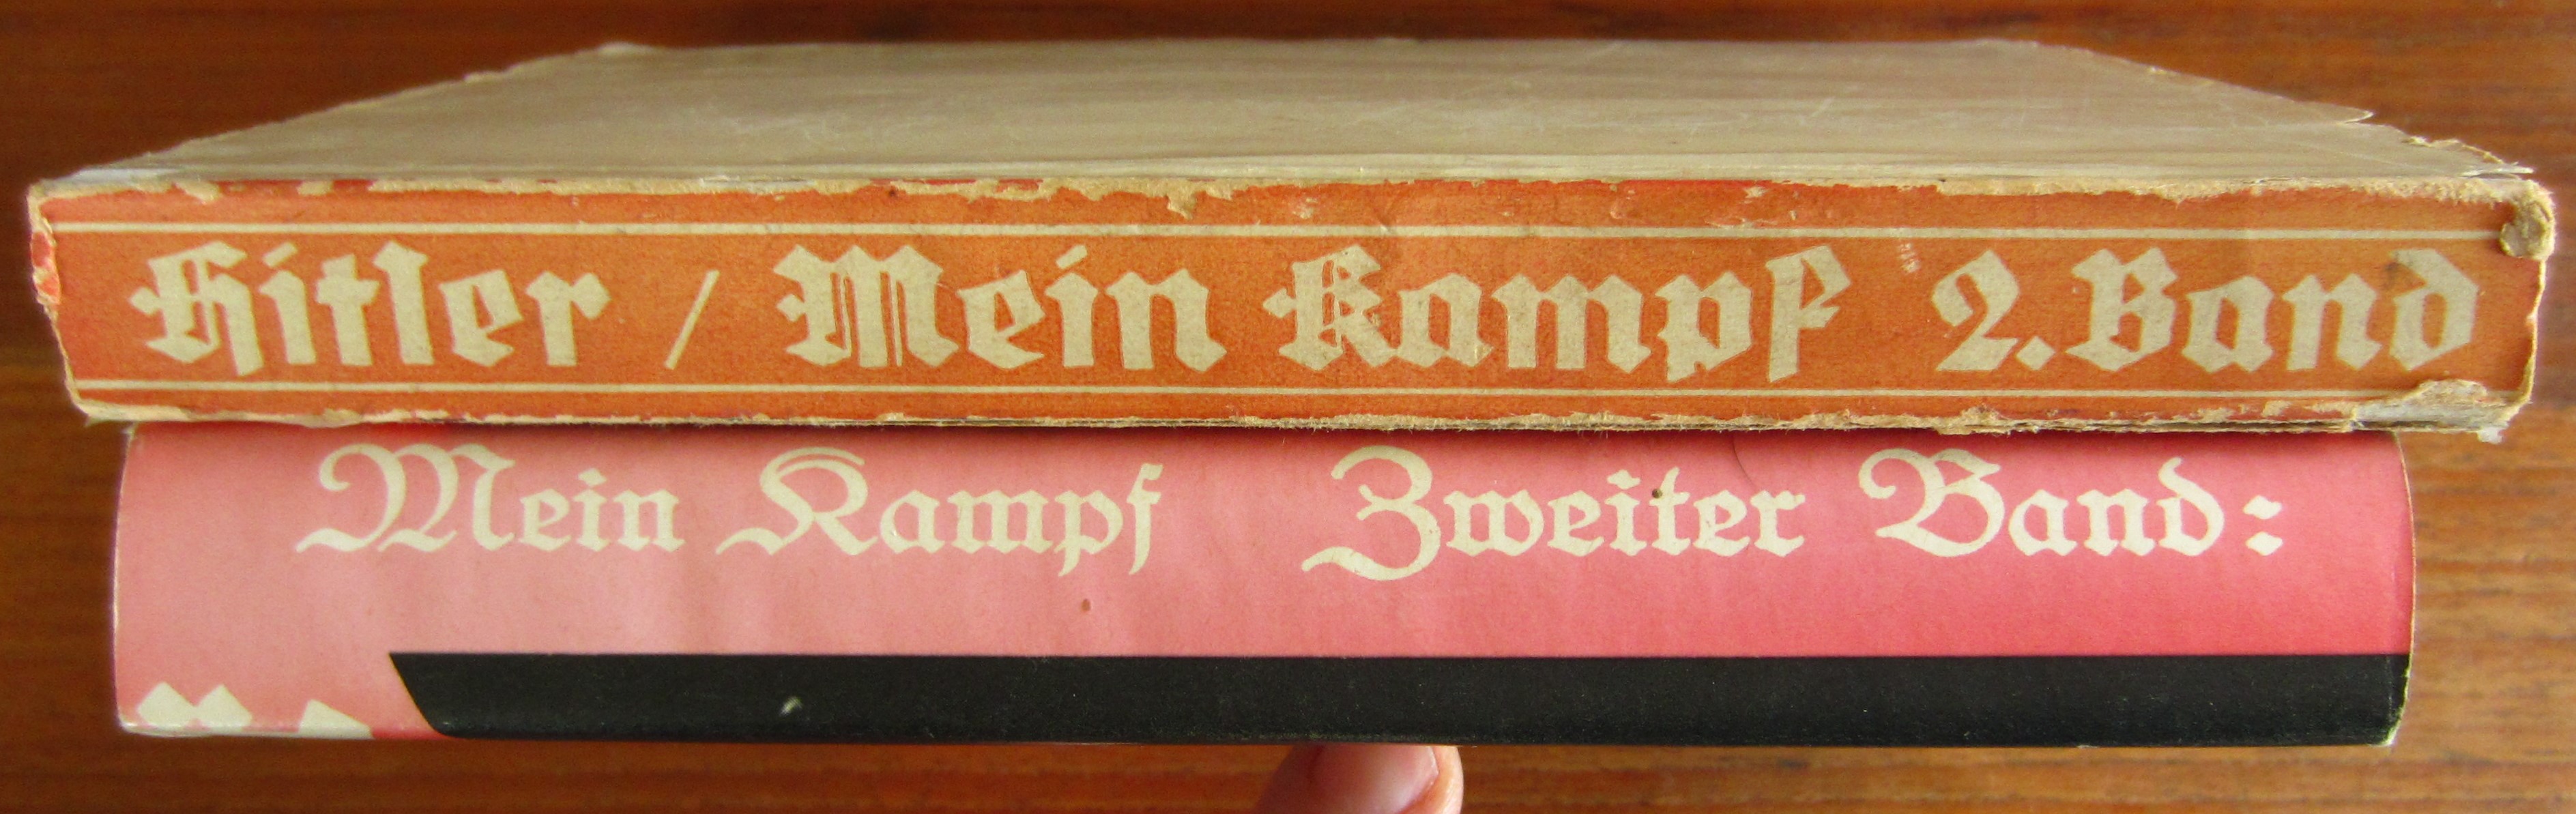 Hitler / Mein Kampf 2. Band
Mein Kampf Zweiter Band: